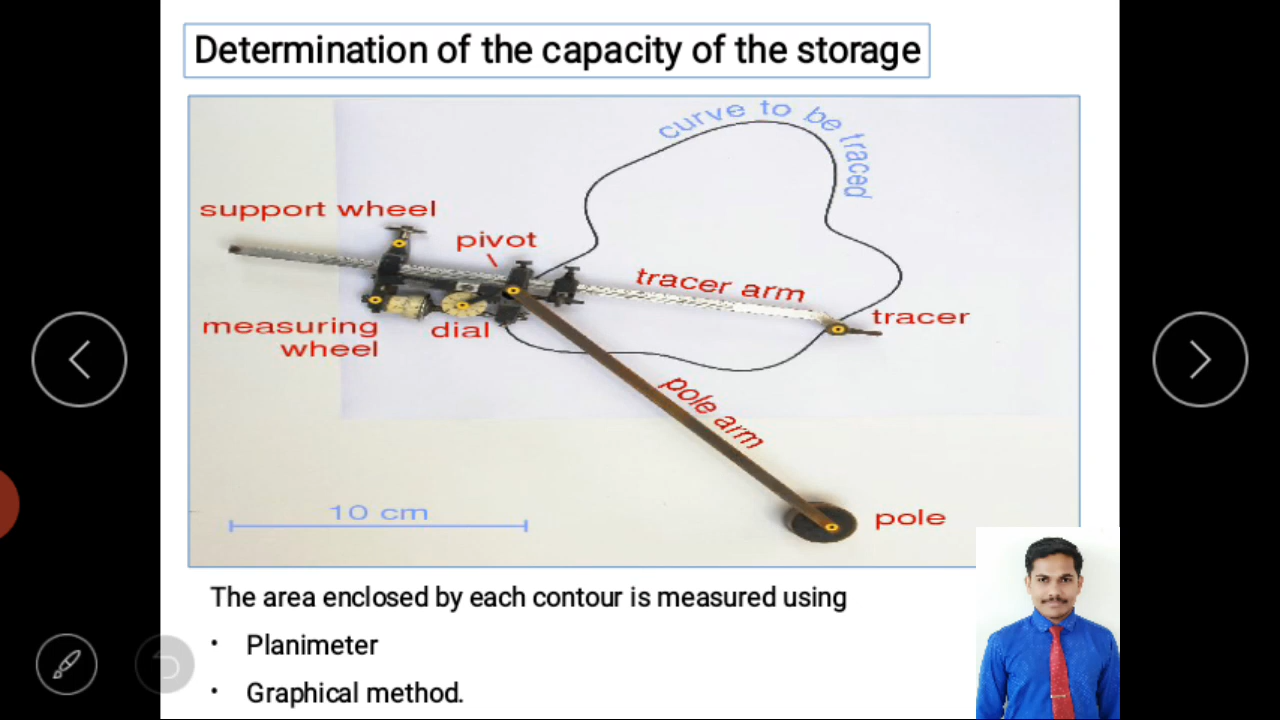 Determination of the capacity of the storage
curve to be traced
support wheel
pivot
tracer arm
tracer
measuring
wheel
dial
pole arm
10 cm
pole
The area enclosed by each contour is measured using
• Planimeter
• Graphical method.